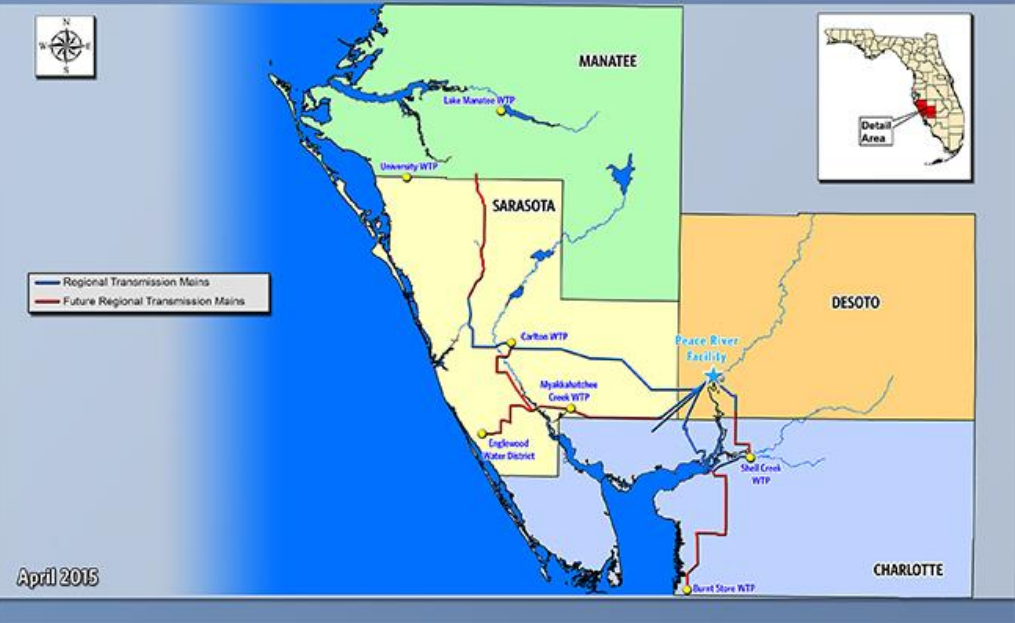 N
W E
S
MANATEE
Lake Manatee WTP
Detail
Area
University WTP
SARASOTA
Regional Transmission Mains
Future Regional Transmission Mains
DESOTO
Carlton WTP
Peace River
Facility
Myakkahatchee
Creek WTP
Englewood
Water District
Shell Creek
WTP
April 2015
CHARLOTTE
Burnt Store WTP